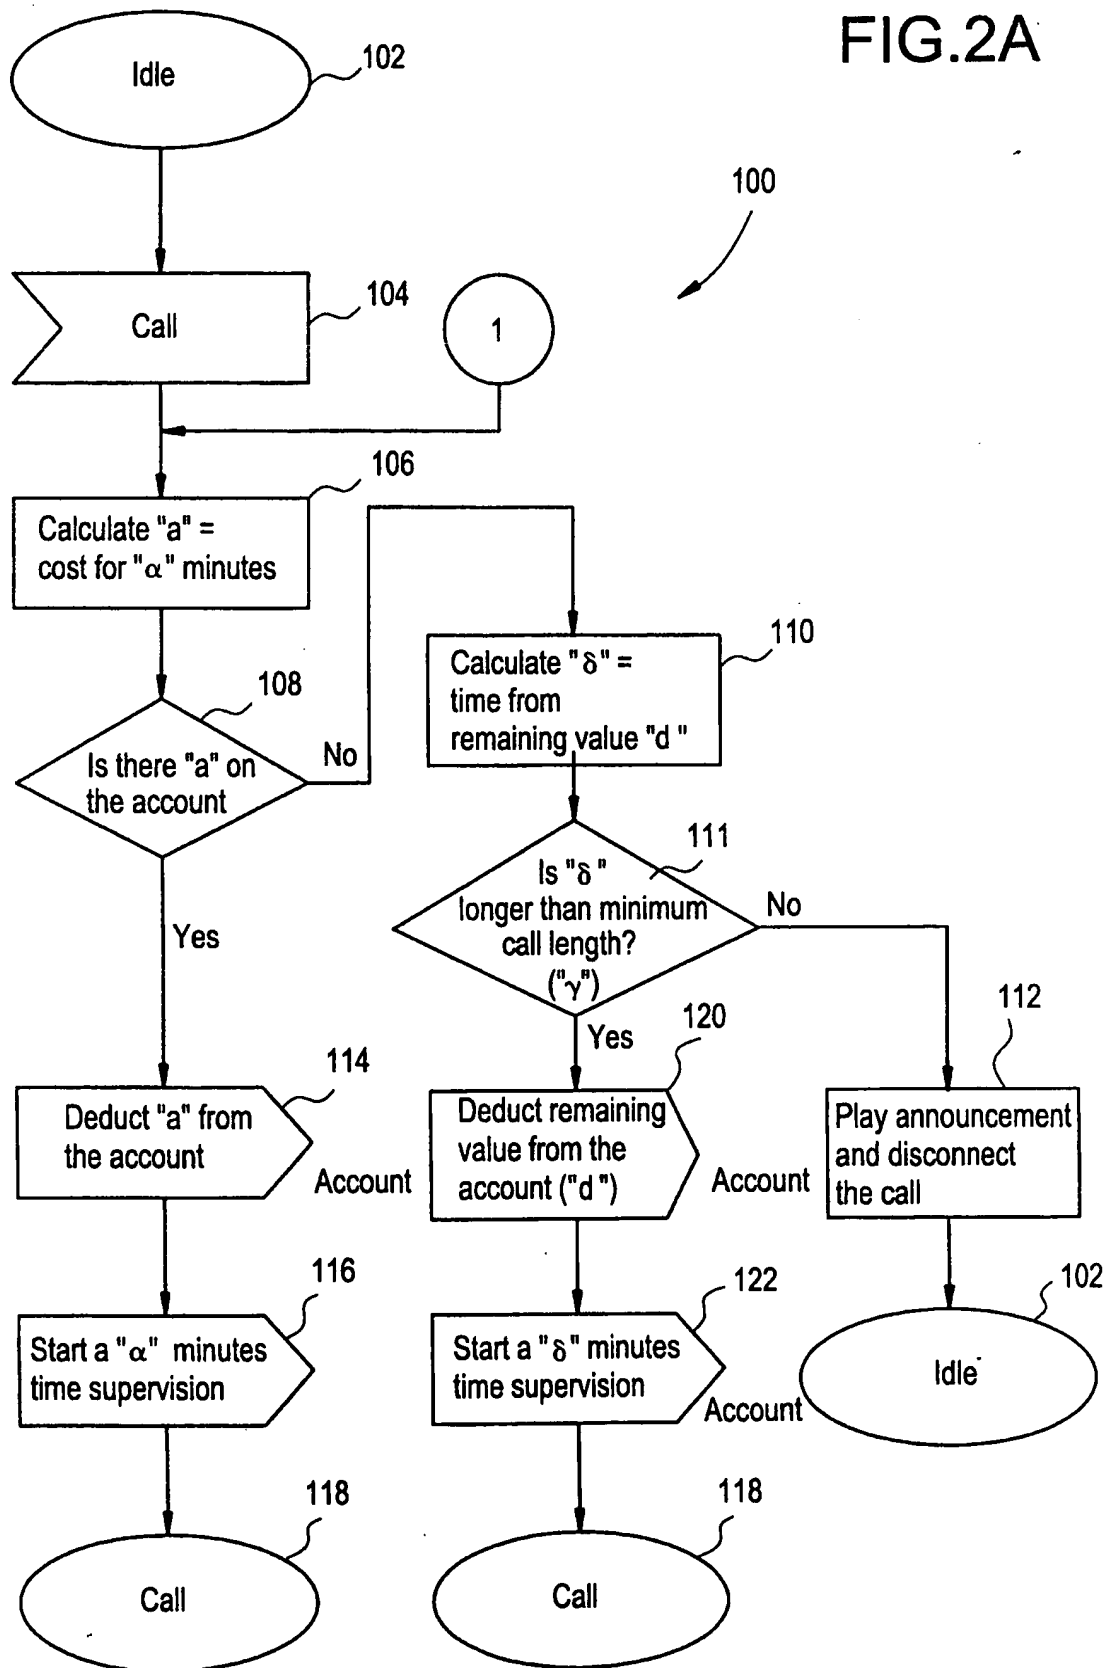 FIG.2A
Idle
102
100
Call
104
1
106
Calculate "a" =
cost for "α" minutes
108
Is there "a" on
the account
No
Yes
110
Calculate "δ" =
time from
remaining value "d"
111
Is "δ"
longer than minimum
call length?
("γ")
No
Yes
114
Deduct "a" from
the account
Account
120
Deduct remaining
value from the
account ("d")
Account
112
Play announcement
and disconnect
the call
116
Start a "α" minutes
time supervision
122
Start a "δ" minutes
time supervision
Account
102
Idle
118
Call
118
Call